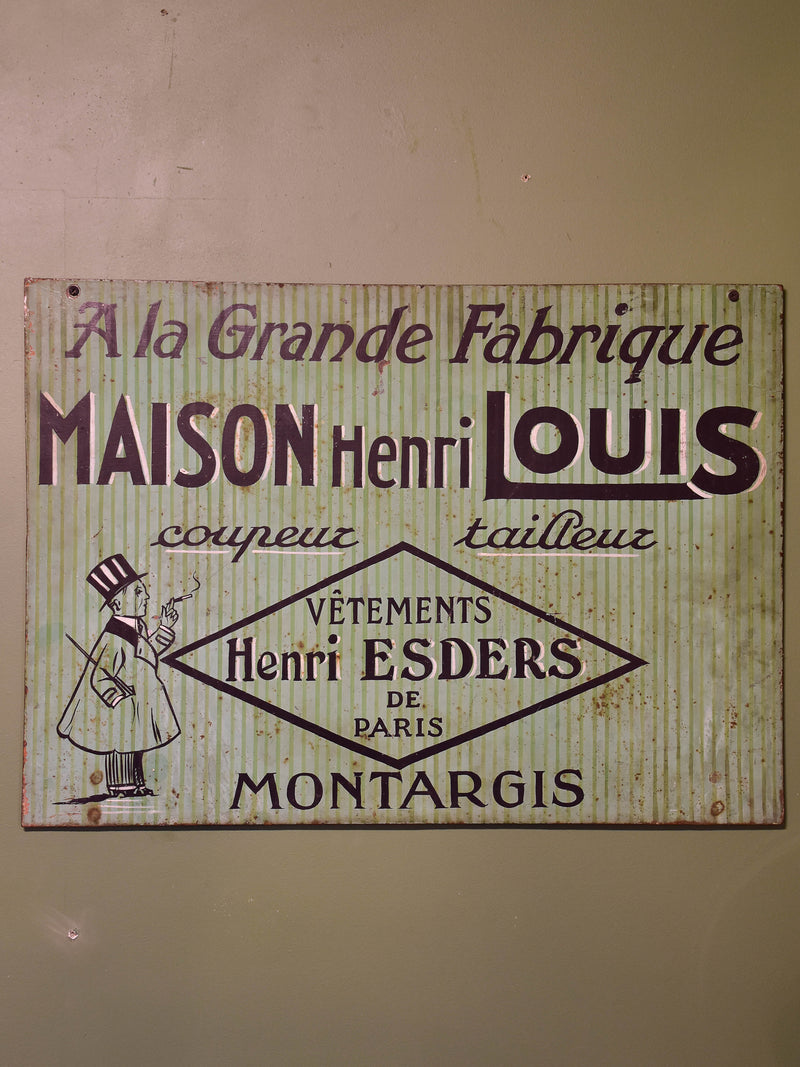 A la Grande Fabrique
MAISON Henri LOUIS
coupeur tailleur
VÊTEMENTS
Henri ESDERS
DE
PARIS
MONTARGIS